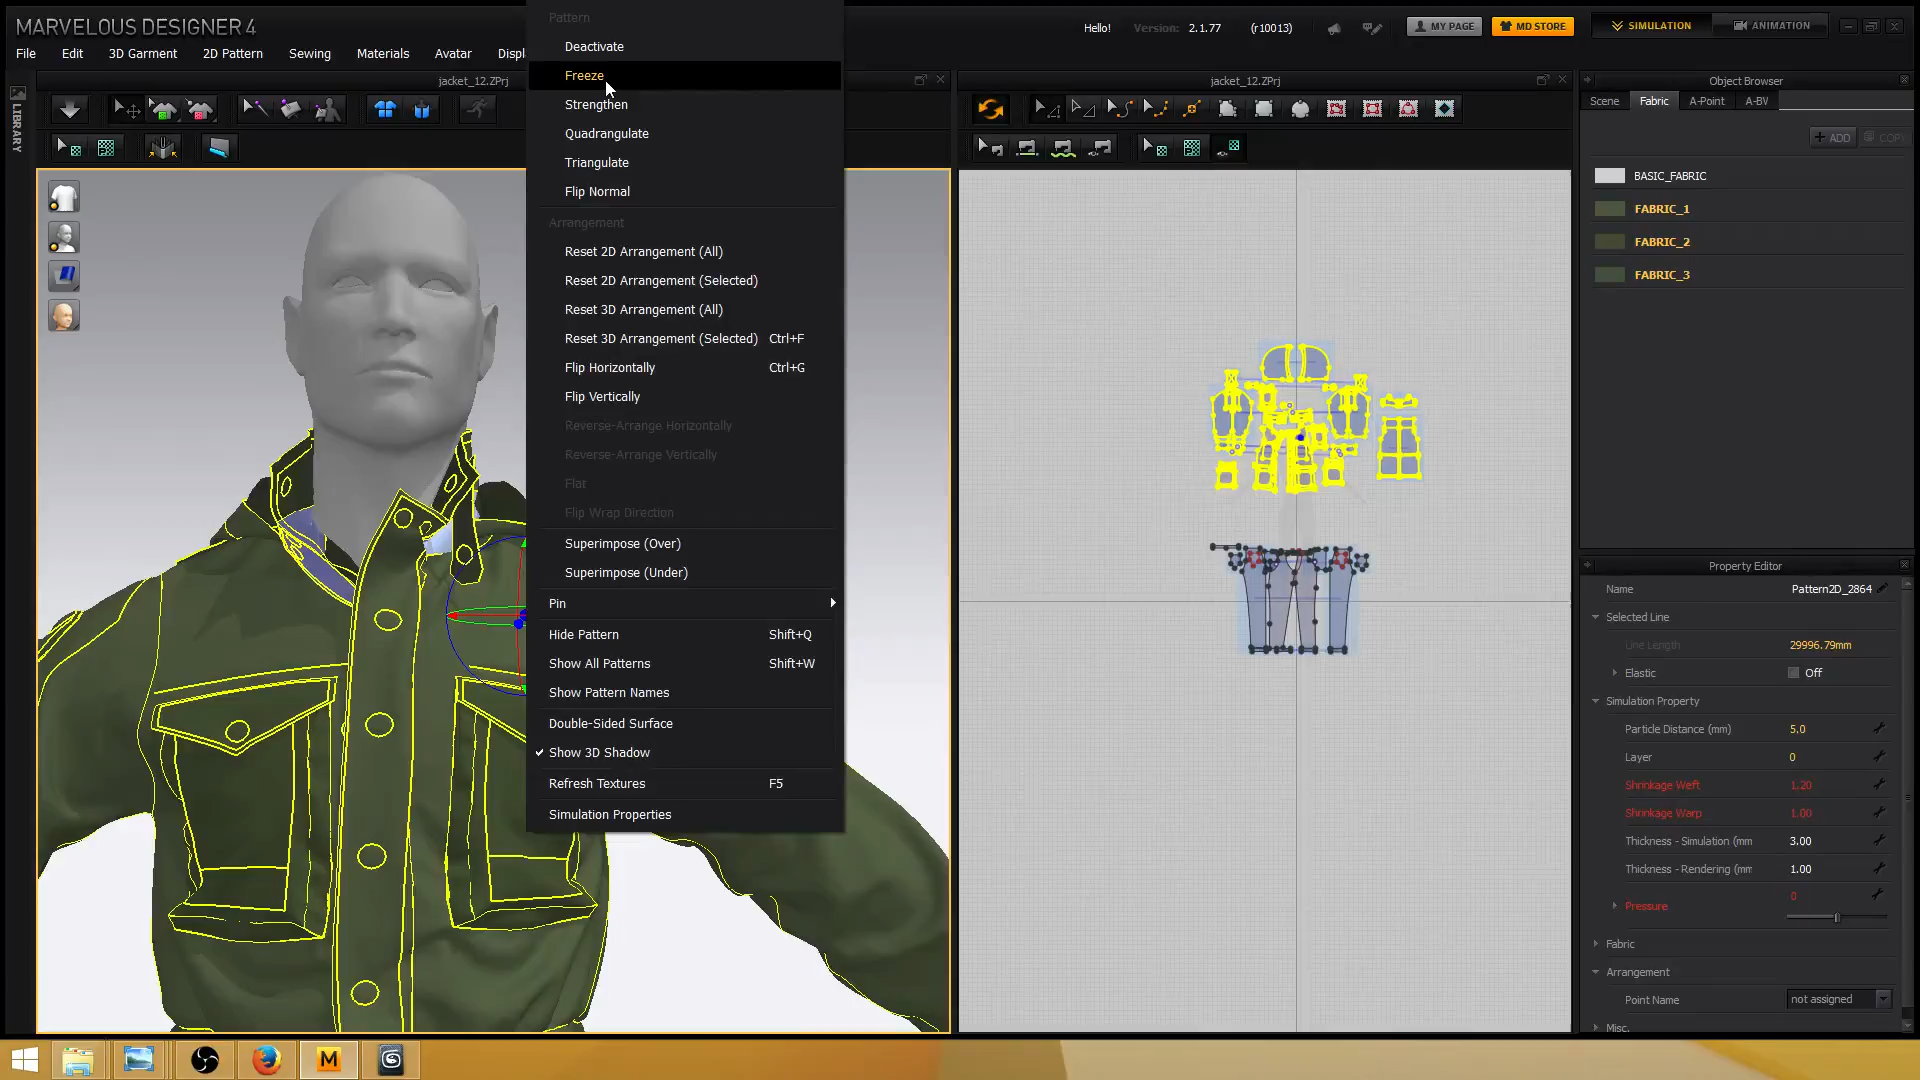 MARVELOUS DESIGNER 4
Hello! Version: 2.1.77 (r10013)
MY PAGE
MD STORE
SIMULATION
ANIMATION
File Edit 3D Garment 2D Pattern Sewing Materials Avatar Displ
jacket_12.ZPrj
jacket_12.ZPrj
LIBRARY
Pattern
Deactivate
Freeze
Strengthen
Quadrangulate
Triangulate
Flip Normal
Arrangement
Reset 2D Arrangement (All)
Reset 2D Arrangement (Selected)
Reset 3D Arrangement (All)
Reset 3D Arrangement (Selected) Ctrl+F
Flip Horizontally Ctrl+G
Flip Vertically
Reverse-Arrange Horizontally
Reverse-Arrange Vertically
Flat
Flip Wrap Direction
Superimpose (Over)
Superimpose (Under)
Pin
Hide Pattern Shift+Q
Show All Patterns Shift+W
Show Pattern Names
Double-Sided Surface
Show 3D Shadow
Refresh Textures F5
Simulation Properties
Object Browser
Scene Fabric A-Point A-BV
+ ADD COPY
BASIC_FABRIC
FABRIC_1
FABRIC_2
FABRIC_3
Property Editor
Name Pattern2D_2864
Selected Line
Line Length 29996.79mm
Elastic Off
Simulation Property
Particle Distance (mm) 5.0
Layer 0
Shrinkage Weft 1.20
Shrinkage Warp 1.00
Thickness - Simulation (mm 3.00
Thickness - Rendering (mm 1.00
0
Pressure
Fabric
Arrangement
Point Name not assigned
Misc.
M